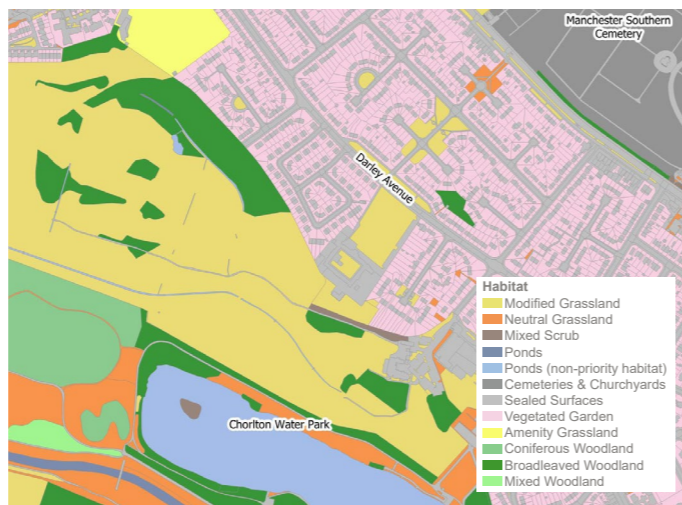 Manchester Southern
Cemetery
Darley Avenue
Habitat
Modified Grassland
Neutral Grassland
Mixed Scrub
Ponds
Ponds (non-priority habitat)
Cemeteries & Churchyards
Sealed Surfaces
Vegetated Garden
Amenity Grassland
Coniferous Woodland
Broadleaved Woodland
Mixed Woodland
Chorlton Water Park